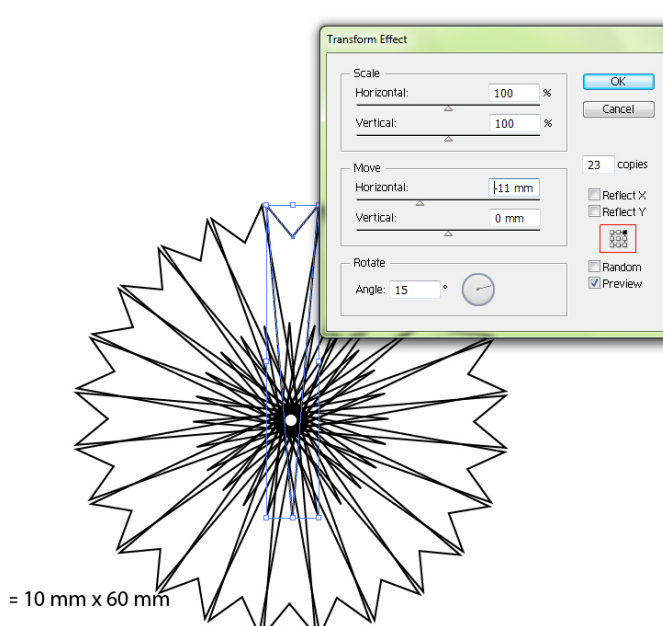 Transform Effect
Scale
Horizontal: 100 %
Vertical: 100 %
OK
Cancel
23 copies
Move
Horizontal: -11 mm
Vertical: 0 mm
Reflect X
Reflect Y
Rotate
Angle: 15 °
Random
Preview
= 10 mm x 60 mm